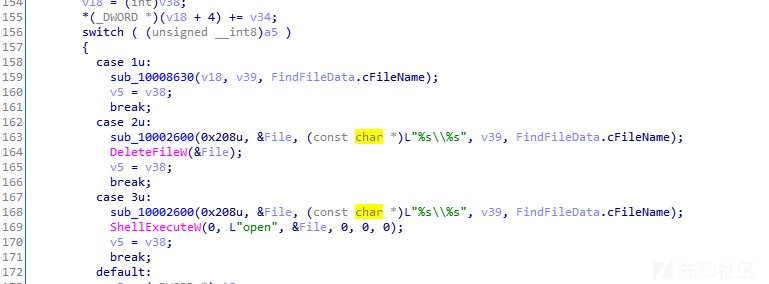 154 v18 = (int)v38;
155 *(_DWORD *)(v18 + 4) += v34;
156 switch ( (unsigned __int8)a5 )
157 {
158 case 1u:
159 sub_10008630(v18, v39, FindFileData.cFileName);
160 v5 = v38;
161 break;
162 case 2u:
163 sub_10002600(0x208u, &File, (const char *)L"%s\\%s", v39, FindFileData.cFileName);
164 DeleteFileW(&File);
165 v5 = v38;
166 break;
167 case 3u:
168 sub_10002600(0x208u, &File, (const char *)L"%s\\%s", v39, FindFileData.cFileName);
169 ShellExecuteW(0, L"open", &File, 0, 0, 0);
170 v5 = v38;
171 break;
172 default:
先知社区